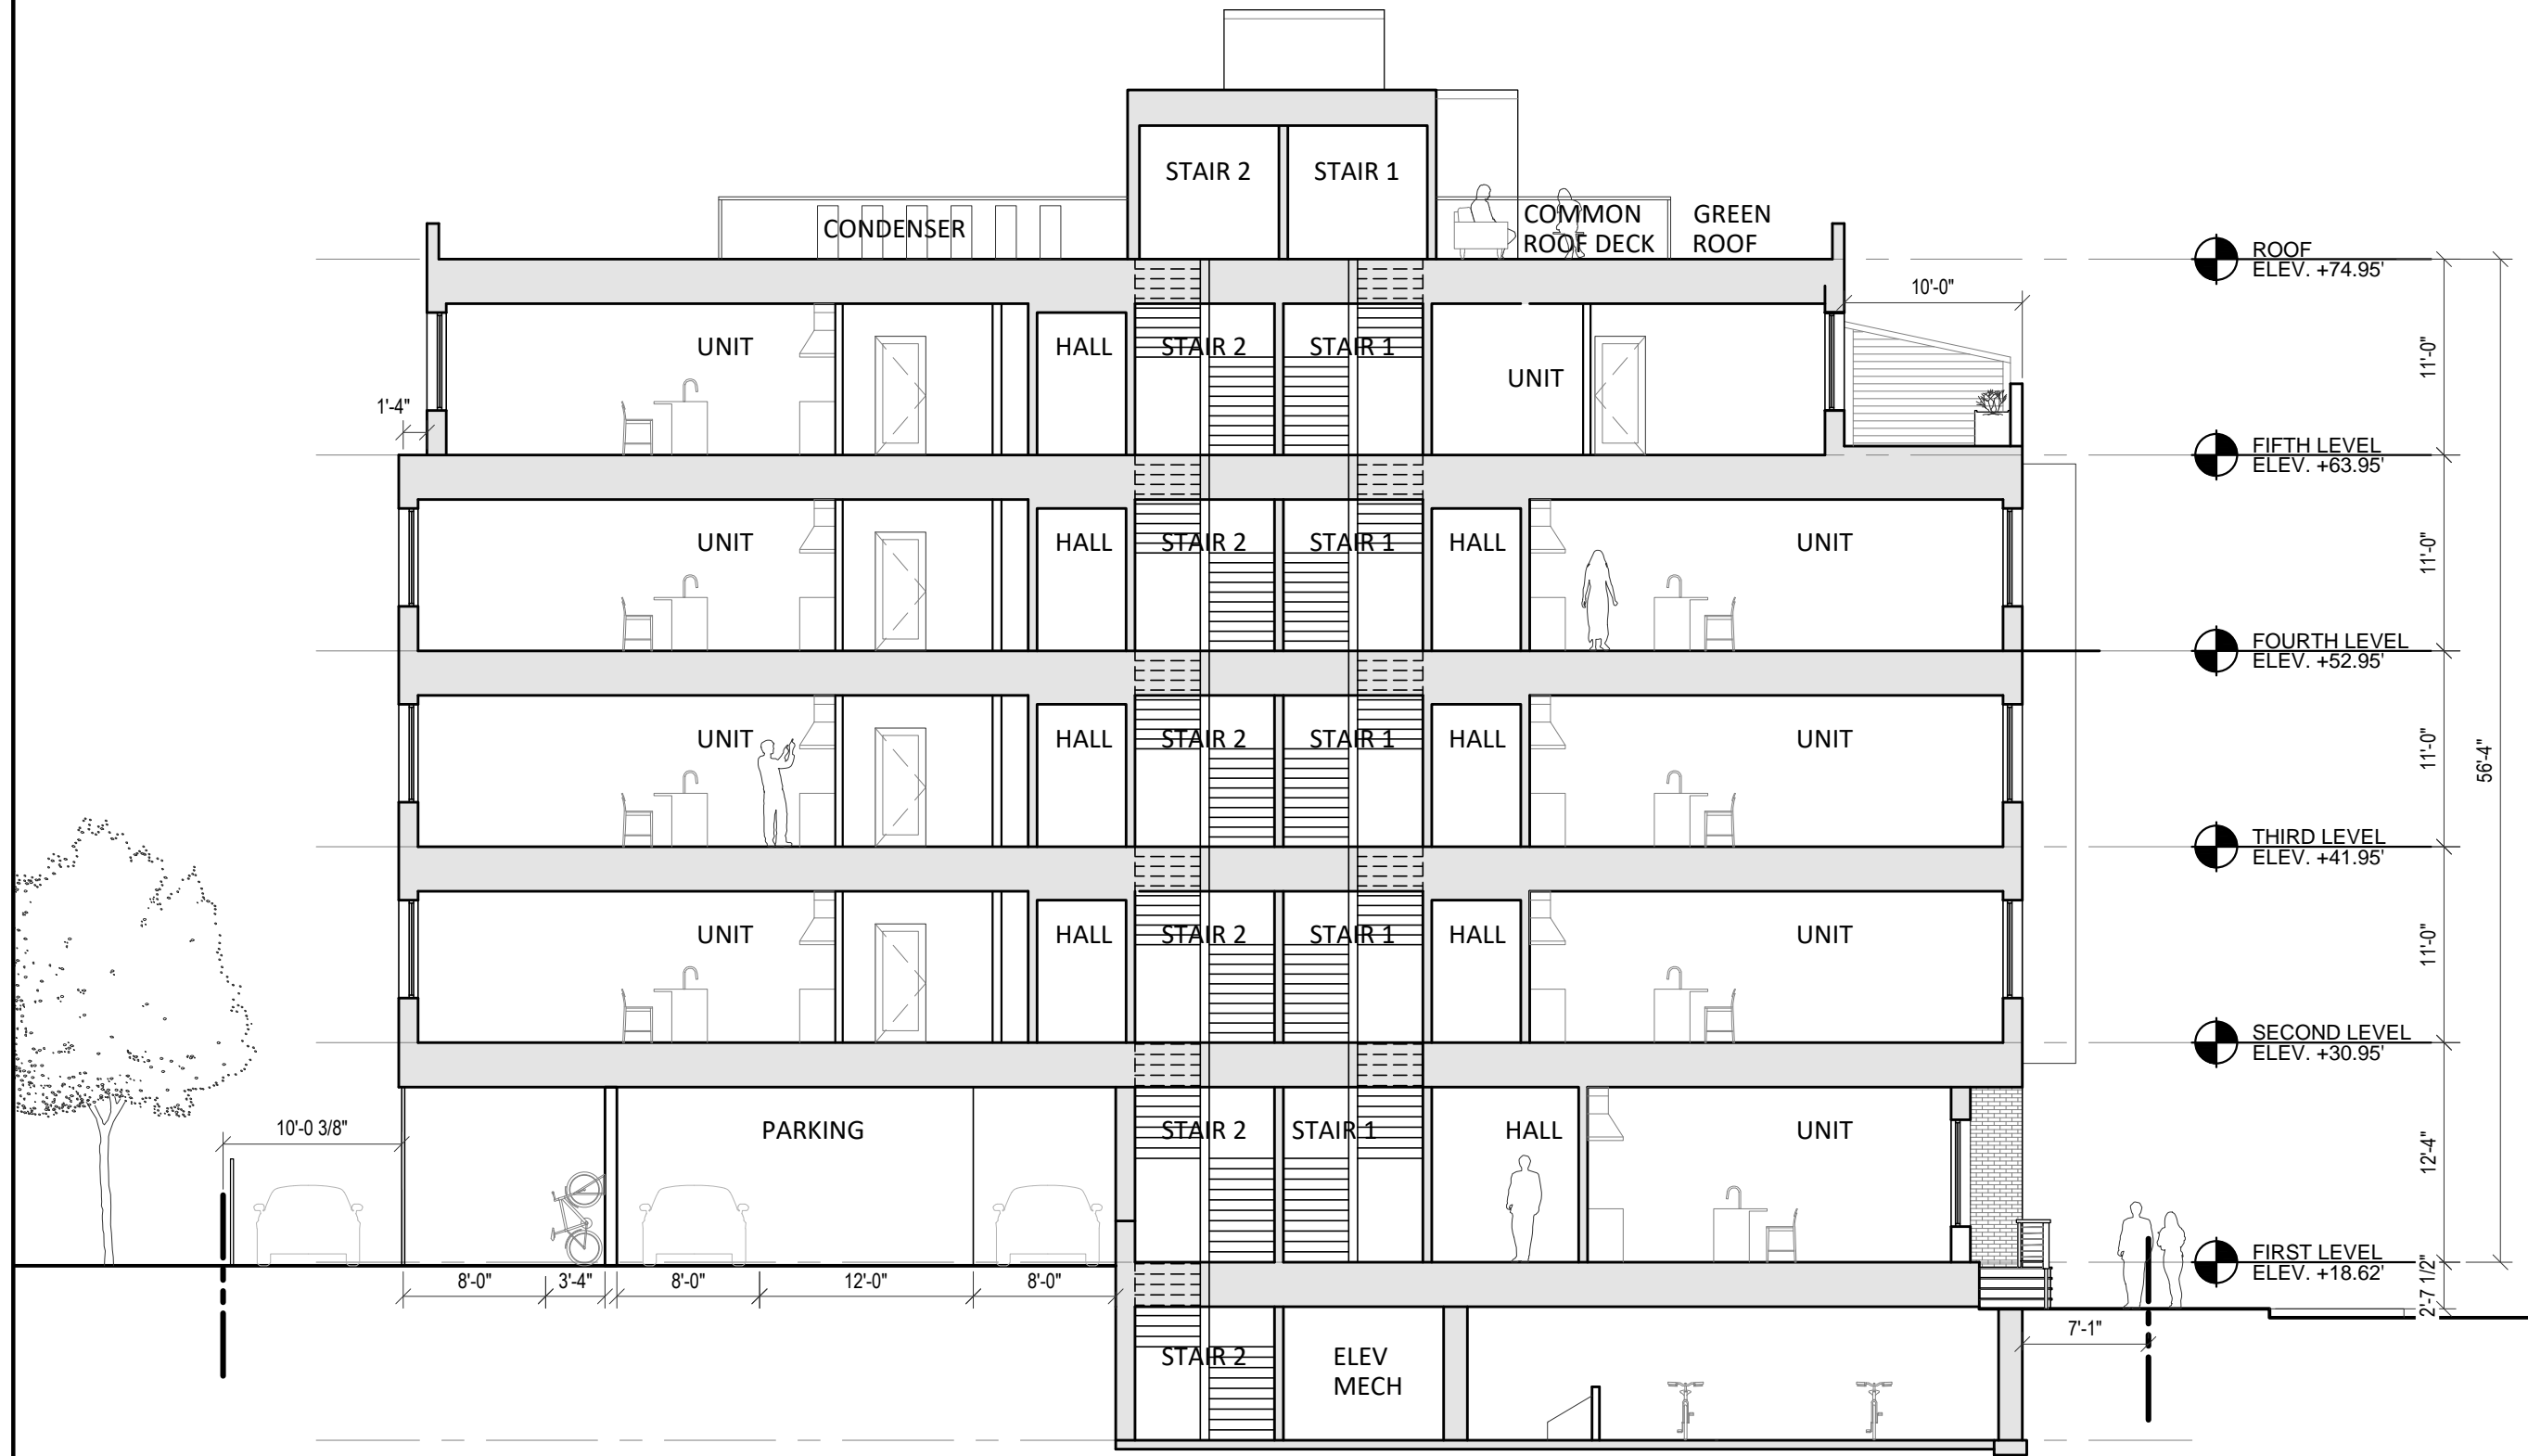 STAIR 2
STAIR 1
CONDENSER
COMMON
ROOF DECK
GREEN
ROOF
ROOF
ELEV. +74.95'
10'-0"
UNIT
HALL
STAIR 2
STAIR 1
UNIT
11'-0"
1'-4"
FIFTH LEVEL
ELEV. +63.95'
UNIT
HALL
STAIR 2
STAIR 1
HALL
UNIT
11'-0"
FOURTH LEVEL
ELEV. +52.95'
UNIT
HALL
STAIR 2
STAIR 1
HALL
UNIT
11'-0"
56'-4"
THIRD LEVEL
ELEV. +41.95'
UNIT
HALL
STAIR 2
STAIR 1
HALL
UNIT
11'-0"
SECOND LEVEL
ELEV. +30.95'
10'-0 3/8"
PARKING
STAIR 2
STAIR 1
HALL
UNIT
12'-4"
FIRST LEVEL
ELEV. +18.62'
8'-0"
3'-4"
8'-0"
12'-0"
8'-0"
2'-7 1/2"
7'-1"
STAIR 2
ELEV
MECH